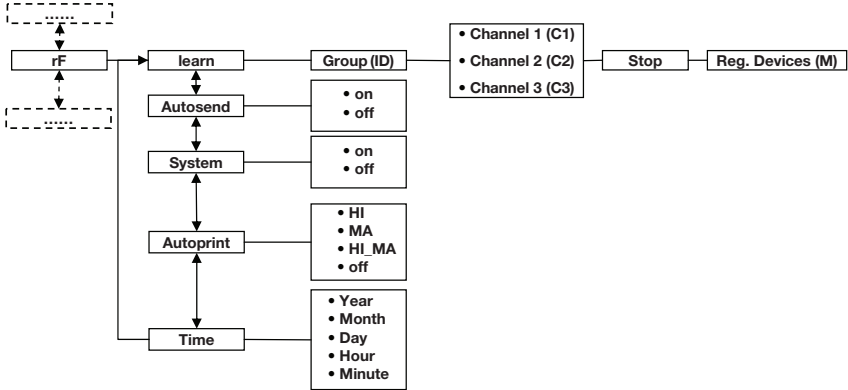 ......
rF
......
learn
Group (ID)
• Channel 1 (C1)
• Channel 2 (C2)
• Channel 3 (C3)
Stop
Reg. Devices (M)
Autosend
• on
• off
System
• on
• off
Autoprint
• HI
• MA
• HI_MA
• off
Time
• Year
• Month
• Day
• Hour
• Minute